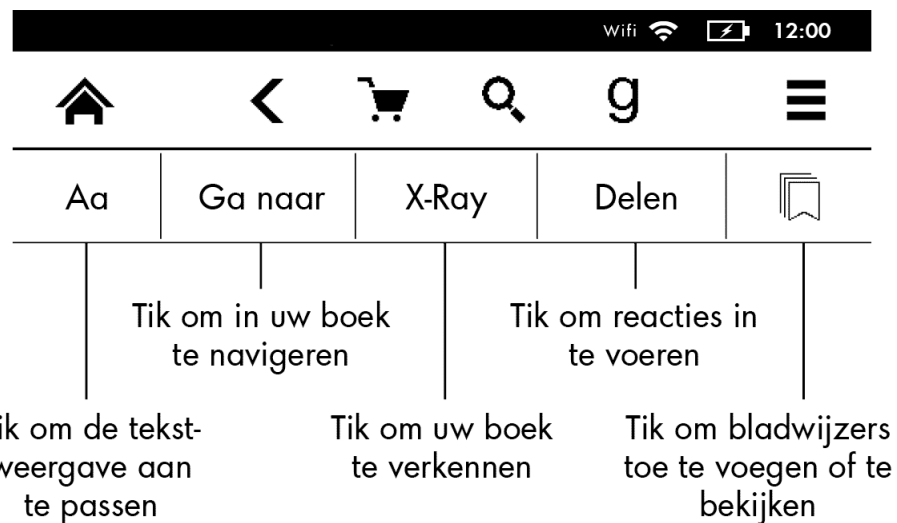 Wifi 12:00
g
Aa Ga naar X-Ray Delen
Tik om in uw boek
te navigeren
Tik om reacties in
te voeren
ik om de tekst-
weergave aan
te passen
Tik om uw boek
te verkennen
Tik om bladwijzers
toe te voegen of te
bekijken